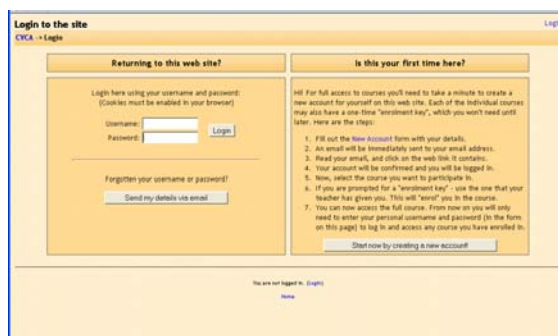 Login to the site
Login
CYCA -> Login
Returning to this web site?
Login here using your username and password:
(Cookies must be enabled in your browser)
Username:
Password:
Login
Forgotten your username or password?
Send my details via email
Is this your first time here?
Hi! For full access to courses you'll need to take a minute to create a
new account for yourself on this web site. Each of the individual courses
may also have a one-time "enrolment key", which you won't need until
later. Here are the steps:
1. Fill out the New Account form with your details.
2. An email will be immediately sent to your email address.
3. Read your email, and click on the web link it contains.
4. Your account will be confirmed and you will be logged in.
5. Now, select the course you want to participate in.
6. If you are prompted for a "enrolment key" - use the one that your
teacher has given you. This will "enrol" you in the course.
7. You can now access the full course. From now on you will only
need to enter your personal username and password (in the form
on this page) to log in and access any course you have enrolled in.
Start now by creating a new account!
You are not logged in. (Login)
Home